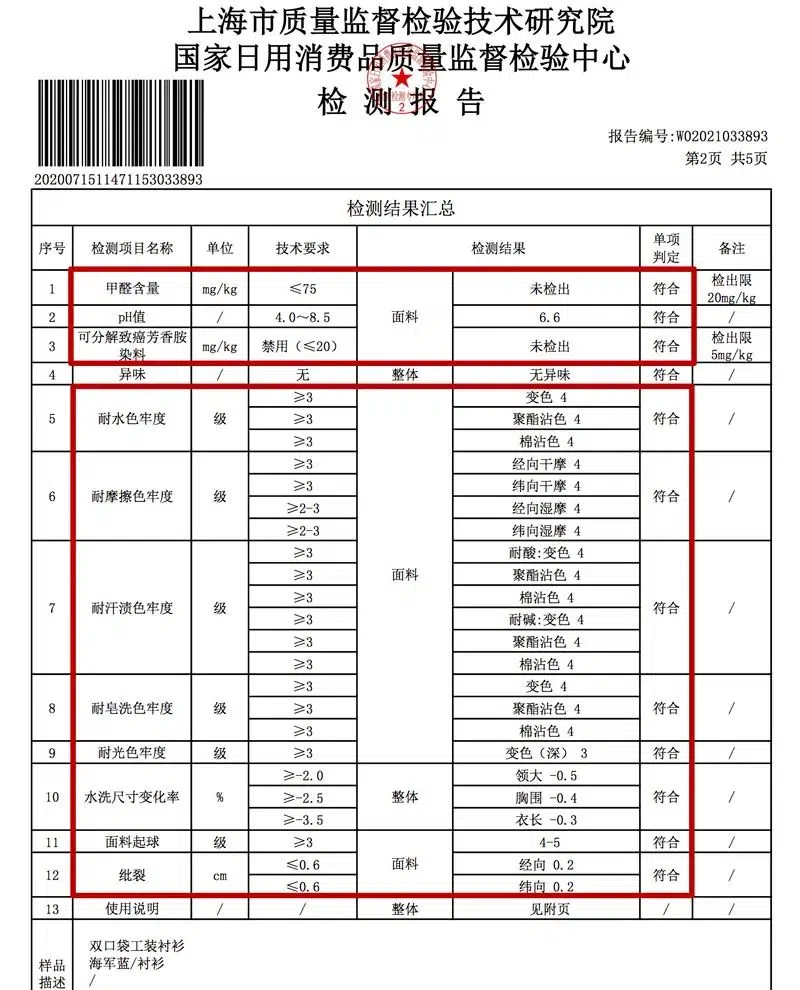 上海市质量监督检验技术研究院
国家日用消费品质量监督检验中心
检 测 报 告
2
报告编号:W02021033893
第2页 共5页
2020071511471153033893
检测结果汇总
序号 检测项目名称 单位 技术要求 检测结果 单项判定 备注
1 甲醛含量 mg/kg ≤75 面料 未检出 符合 检出限 20mg/kg
2 pH值 / 4.0～8.5 6.6 符合 /
3 可分解致癌芳香胺染料 mg/kg 禁用（≤20） 未检出 符合 检出限 5mg/kg
4 异味 / 无 整体 无异味 符合 /
5 耐水色牢度 级 ≥3 面料 变色 4 符合 /
≥3 聚酯沾色 4
≥3 棉沾色 4
6 耐摩擦色牢度 级 ≥3 经向干摩 4 符合 /
≥3 纬向干摩 4
≥2-3 经向湿摩 4
≥2-3 纬向湿摩 4
7 耐汗渍色牢度 级 ≥3 耐酸:变色 4 符合 /
≥3 聚酯沾色 4
≥3 棉沾色 4
≥3 耐碱:变色 4
≥3 聚酯沾色 4
≥3 棉沾色 4
8 耐皂洗色牢度 级 ≥3 变色 4 符合 /
≥3 聚酯沾色 4
≥3 棉沾色 4
9 耐光色牢度 级 ≥3 变色（深） 3 符合 /
10 水洗尺寸变化率 % ≥-2.0 整体 领大 -0.5 符合 /
≥-2.5 胸围 -0.4
≥-3.5 衣长 -0.3
11 面料起球 级 ≥3 面料 4-5 符合 /
12 纰裂 cm ≤0.6 经向 0.2 符合 /
≤0.6 纬向 0.2
13 使用说明 / / 整体 见附页 / /
样品描述
双口袋工装衬衫
海军蓝/衬衫
/